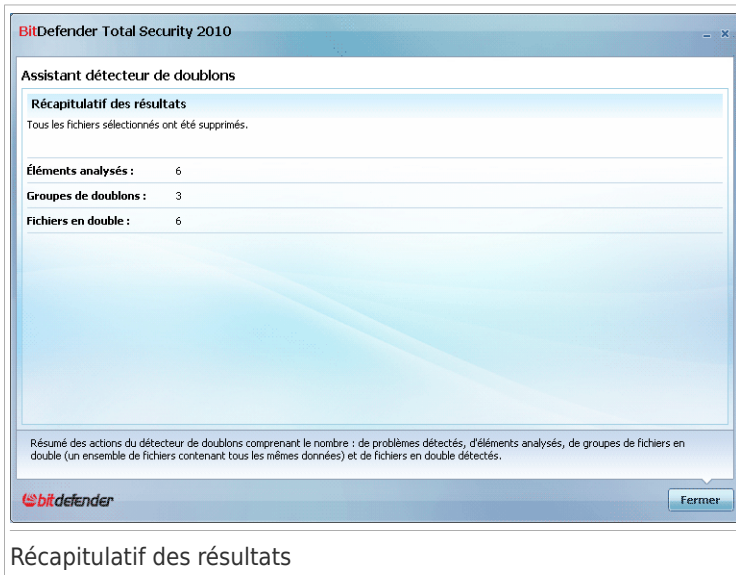 BitDefender Total Security 2010
Assistant détecteur de doublons
Récapitulatif des résultats
Tous les fichiers sélectionnés ont été supprimés.
Éléments analysés : 6
Groupes de doublons : 3
Fichiers en double : 6
Résumé des actions du détecteur de doublons comprenant le nombre : de problèmes détectés, d'éléments analysés, de groupes de fichiers en
double (un ensemble de fichiers contenant tous les mêmes données) et de fichiers en double détectés.
bitdefender
Fermer
Récapitulatif des résultats